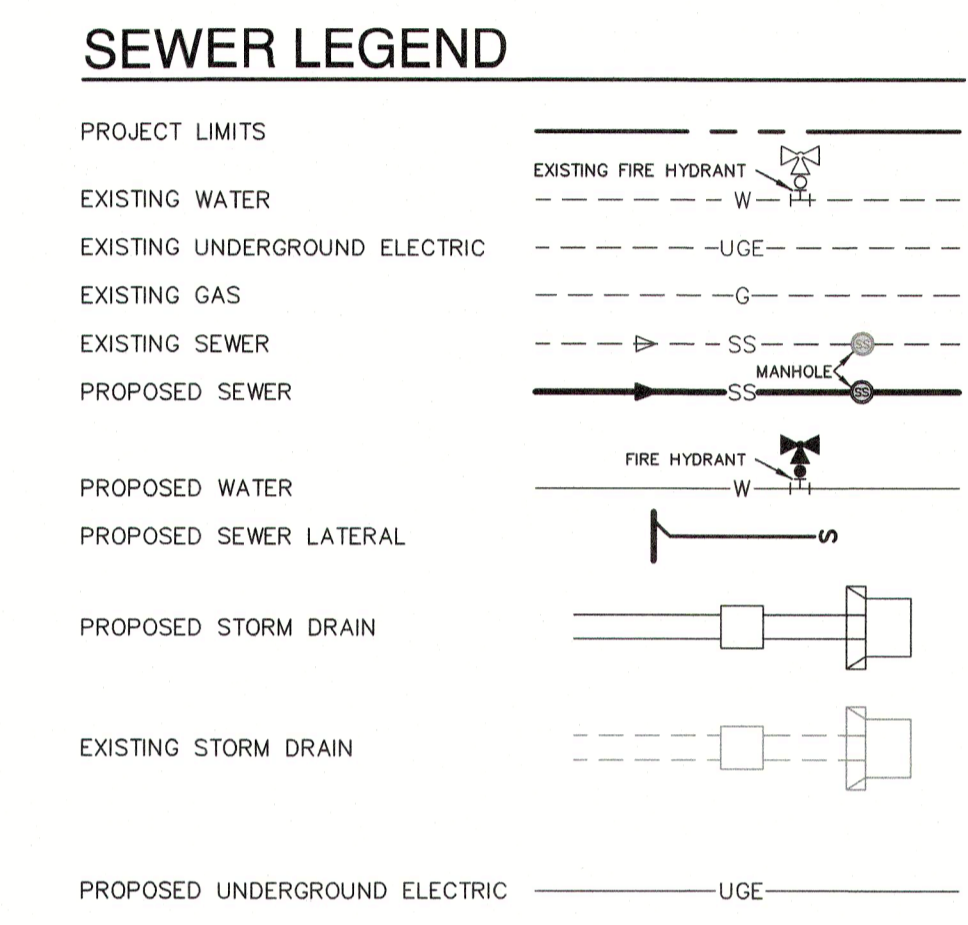 SEWER LEGEND
PROJECT LIMITS
EXISTING FIRE HYDRANT
EXISTING WATER W
EXISTING UNDERGROUND ELECTRIC UGE
EXISTING GAS G
EXISTING SEWER SS SS
MANHOLE
PROPOSED SEWER SS SS
FIRE HYDRANT
PROPOSED WATER W
PROPOSED SEWER LATERAL S
PROPOSED STORM DRAIN
EXISTING STORM DRAIN
PROPOSED UNDERGROUND ELECTRIC UGE